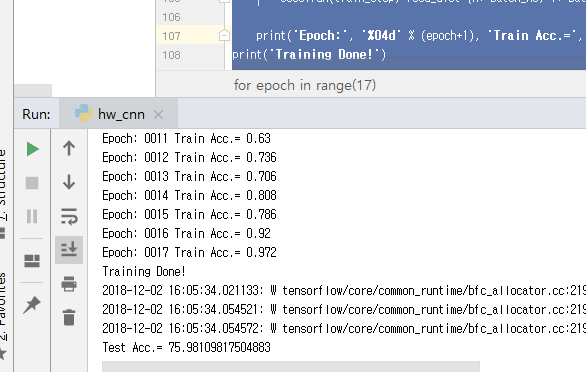 106
107 print('Epoch:', '%04d' % (epoch+1), 'Train Acc.=',
108 print('Training Done!')
for epoch in range(17)
Run: hw_cnn
Epoch: 0011 Train Acc.= 0.63
Epoch: 0012 Train Acc.= 0.736
Epoch: 0013 Train Acc.= 0.706
Epoch: 0014 Train Acc.= 0.808
Epoch: 0015 Train Acc.= 0.786
Epoch: 0016 Train Acc.= 0.92
Epoch: 0017 Train Acc.= 0.972
Training Done!
2018-12-02 16:05:34.021133: W tensorflow/core/common_runtime/bfc_allocator.cc:219
2018-12-02 16:05:34.054521: W tensorflow/core/common_runtime/bfc_allocator.cc:219
2018-12-02 16:05:34.054572: W tensorflow/core/common_runtime/bfc_allocator.cc:219
Test Acc.= 75.98109817504883
Z: Structure
2: Favorites